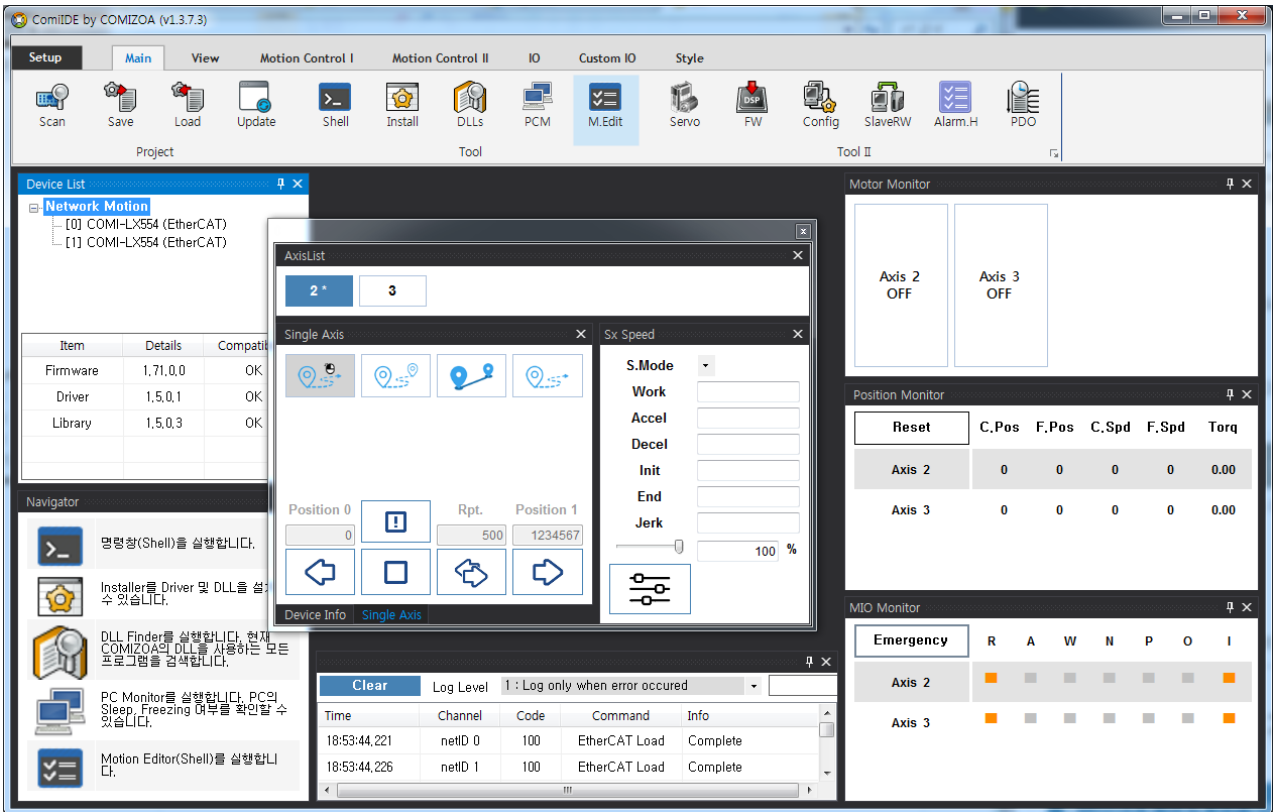 ComiIDE by COMIZOA (v1.3.7.3)
Setup Main View Motion Control I Motion Control II IO Custom IO Style
Scan Save Load Update Shell Install DLLs PCM M.Edit Servo FW Config SlaveRW Alarm.H PDO
DSP
Project Tool Tool II
Device List
Network Motion
[0] COMI-LX554 (EtherCAT)
[1] COMI-LX554 (EtherCAT)
Item Details
Firmware 1,71,0,0 OK
Driver 1,5,0,1 OK
Library 1,5,0,3 OK
Navigator
명령창(Shell)을 실행합니다.
Installer를 Driver 및 DLL을
수 있습니다.
DLL Finder를 실행합니다. 현재
COMIZOA의 DLL을 사용하는 모든
프로그램을 검색합니다.
PC Monitor를 실행합니다. PC의
Sleep, Freezing 여부를 확인할 수
있습니다.
Motion Editor(Shell)를 실행합니
다.
AxisList
2 * 3
Single Axis
Position 0 Rpt. Position 1
0 500 1234567
Device Info Single Axis
Sx Speed
S.Mode
Work
Accel
Decel
Init
End
Jerk
100 %
Clear Log Level 1 : Log only when error occured
Time Channel Code Command Info
18:53:44,221 netID 0 100 EtherCAT Load Complete
18:53:44,226 netID 1 100 EtherCAT Load Complete
Motor Monitor
Axis 2
OFF
Axis 3
OFF
Position Monitor
Reset C.Pos F.Pos C.Spd F.Spd Torq
Axis 2 0 0 0 0 0.00
Axis 3 0 0 0 0 0.00
MIO Monitor
Emergency R A W N P O I
Axis 2
Axis 3